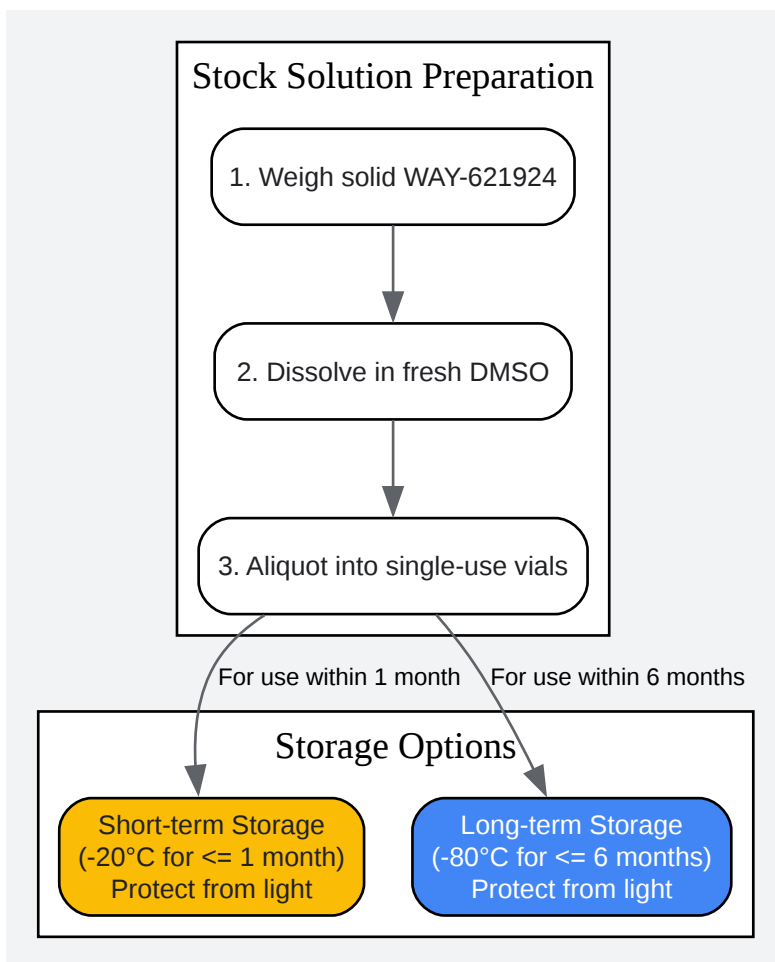 Stock Solution Preparation
1. Weigh solid WAY-621924
2. Dissolve in fresh DMSO
3. Aliquot into single-use vials
For use within 1 month
For use within 6 months
Storage Options
Short-term Storage
(-20°C for <= 1 month)
Protect from light
Long-term Storage
(-80°C for <= 6 months)
Protect from light